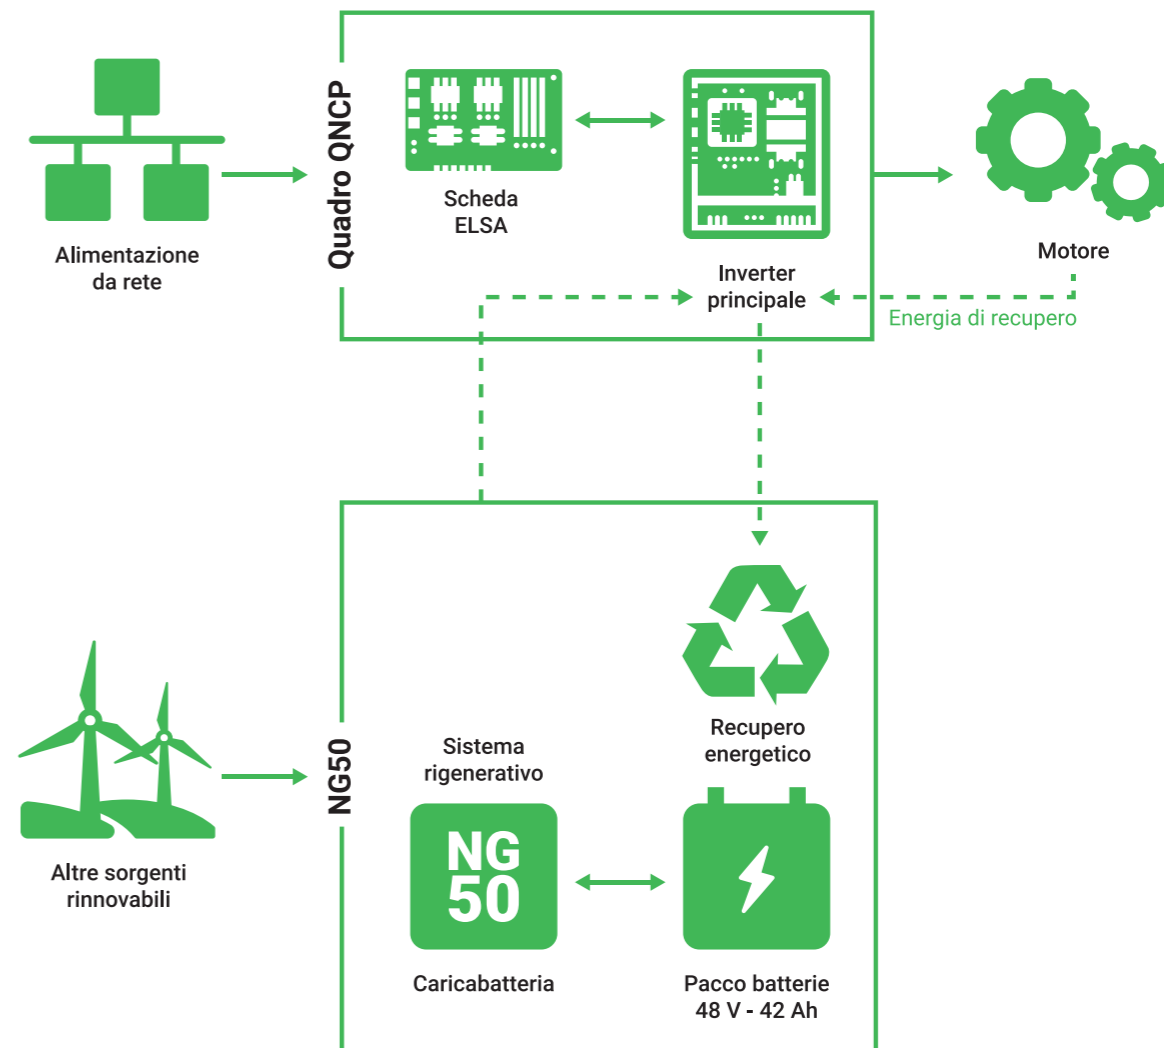 Quadro QNCP
Alimentazione
da rete
Scheda
ELSA
Inverter
principale
Motore
Energia di recupero
NG50
Altre sorgenti
rinnovabili
Sistema
rigenerativo
NG
50
Caricabatteria
Recupero
energetico
Pacco batterie
48 V - 42 Ah